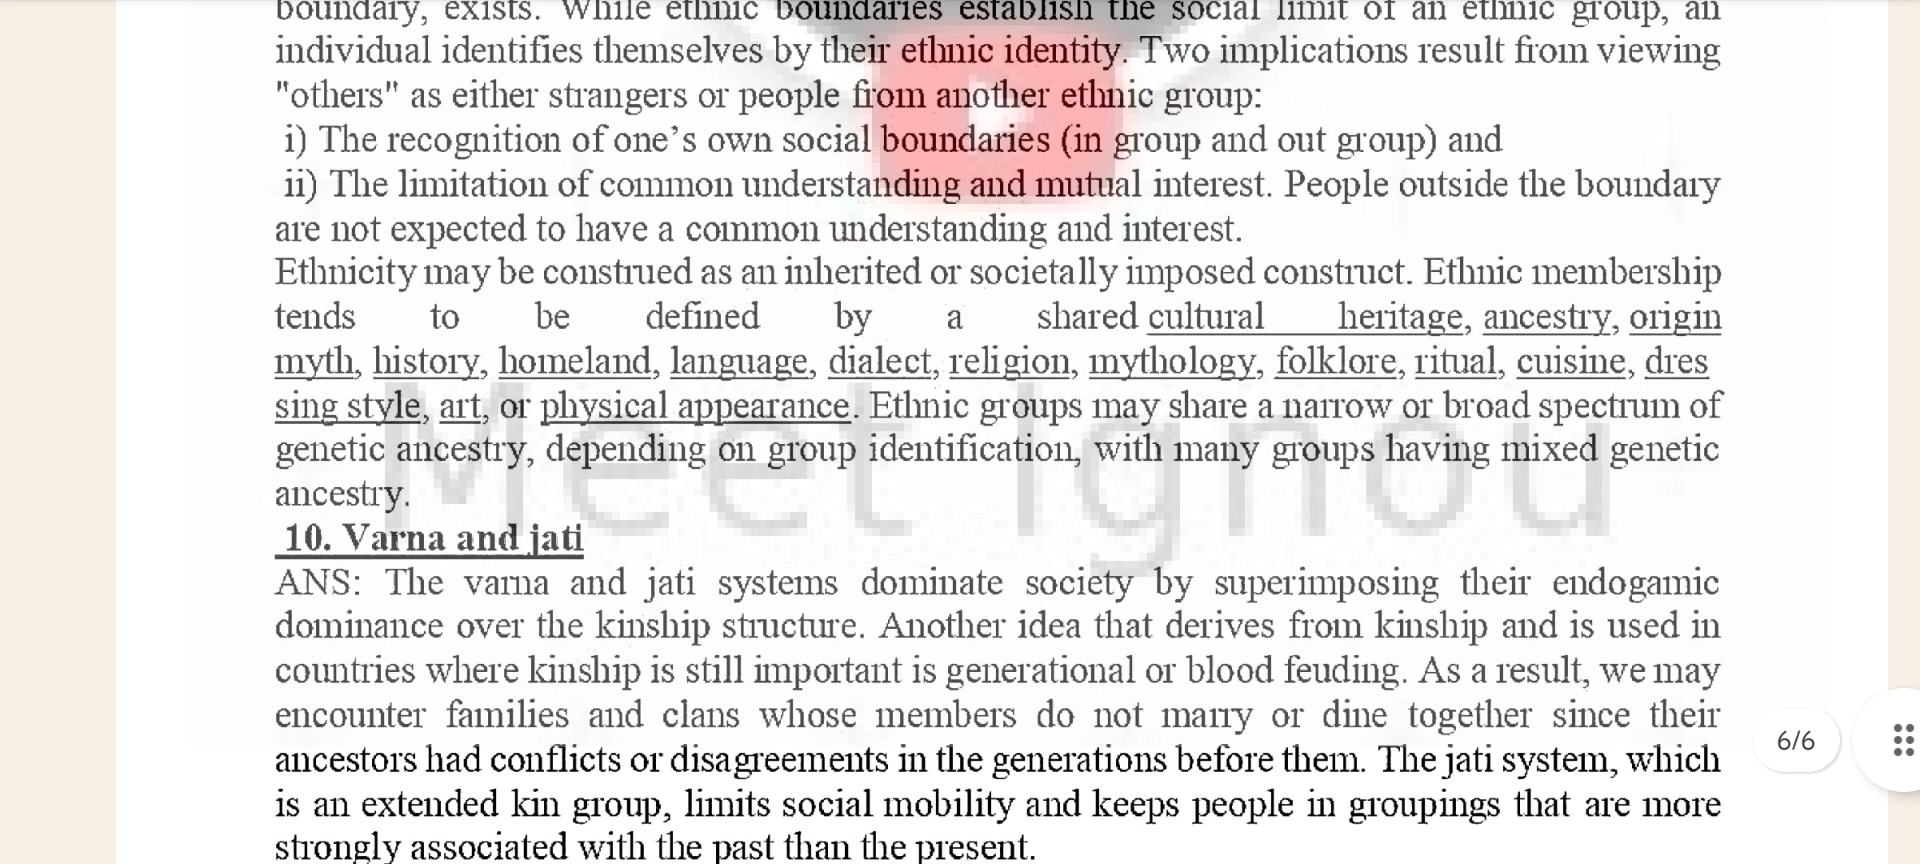 boundary, exists. While ethnic boundaries establish the social limit of an ethnic group, an
individual identifies themselves by their ethnic identity. Two implications result from viewing
"others" as either strangers or people from another ethnic group:
i) The recognition of one’s own social boundaries (in group and out group) and
ii) The limitation of common understanding and mutual interest. People outside the boundary
are not expected to have a common understanding and interest.
Ethnicity may be construed as an inherited or societally imposed construct. Ethnic membership
tends to be defined by a shared cultural heritage, ancestry, origin
myth, history, homeland, language, dialect, religion, mythology, folklore, ritual, cuisine, dres
sing style, art, or physical appearance. Ethnic groups may share a narrow or broad spectrum of
genetic ancestry, depending on group identification, with many groups having mixed genetic
ancestry.
Meet Ignou
10. Varna and jati
ANS: The varna and jati systems dominate society by superimposing their endogamic
dominance over the kinship structure. Another idea that derives from kinship and is used in
countries where kinship is still important is generational or blood feuding. As a result, we may
encounter families and clans whose members do not marry or dine together since their
ancestors had conflicts or disagreements in the generations before them. The jati system, which
is an extended kin group, limits social mobility and keeps people in groupings that are more
strongly associated with the past than the present.
6/6